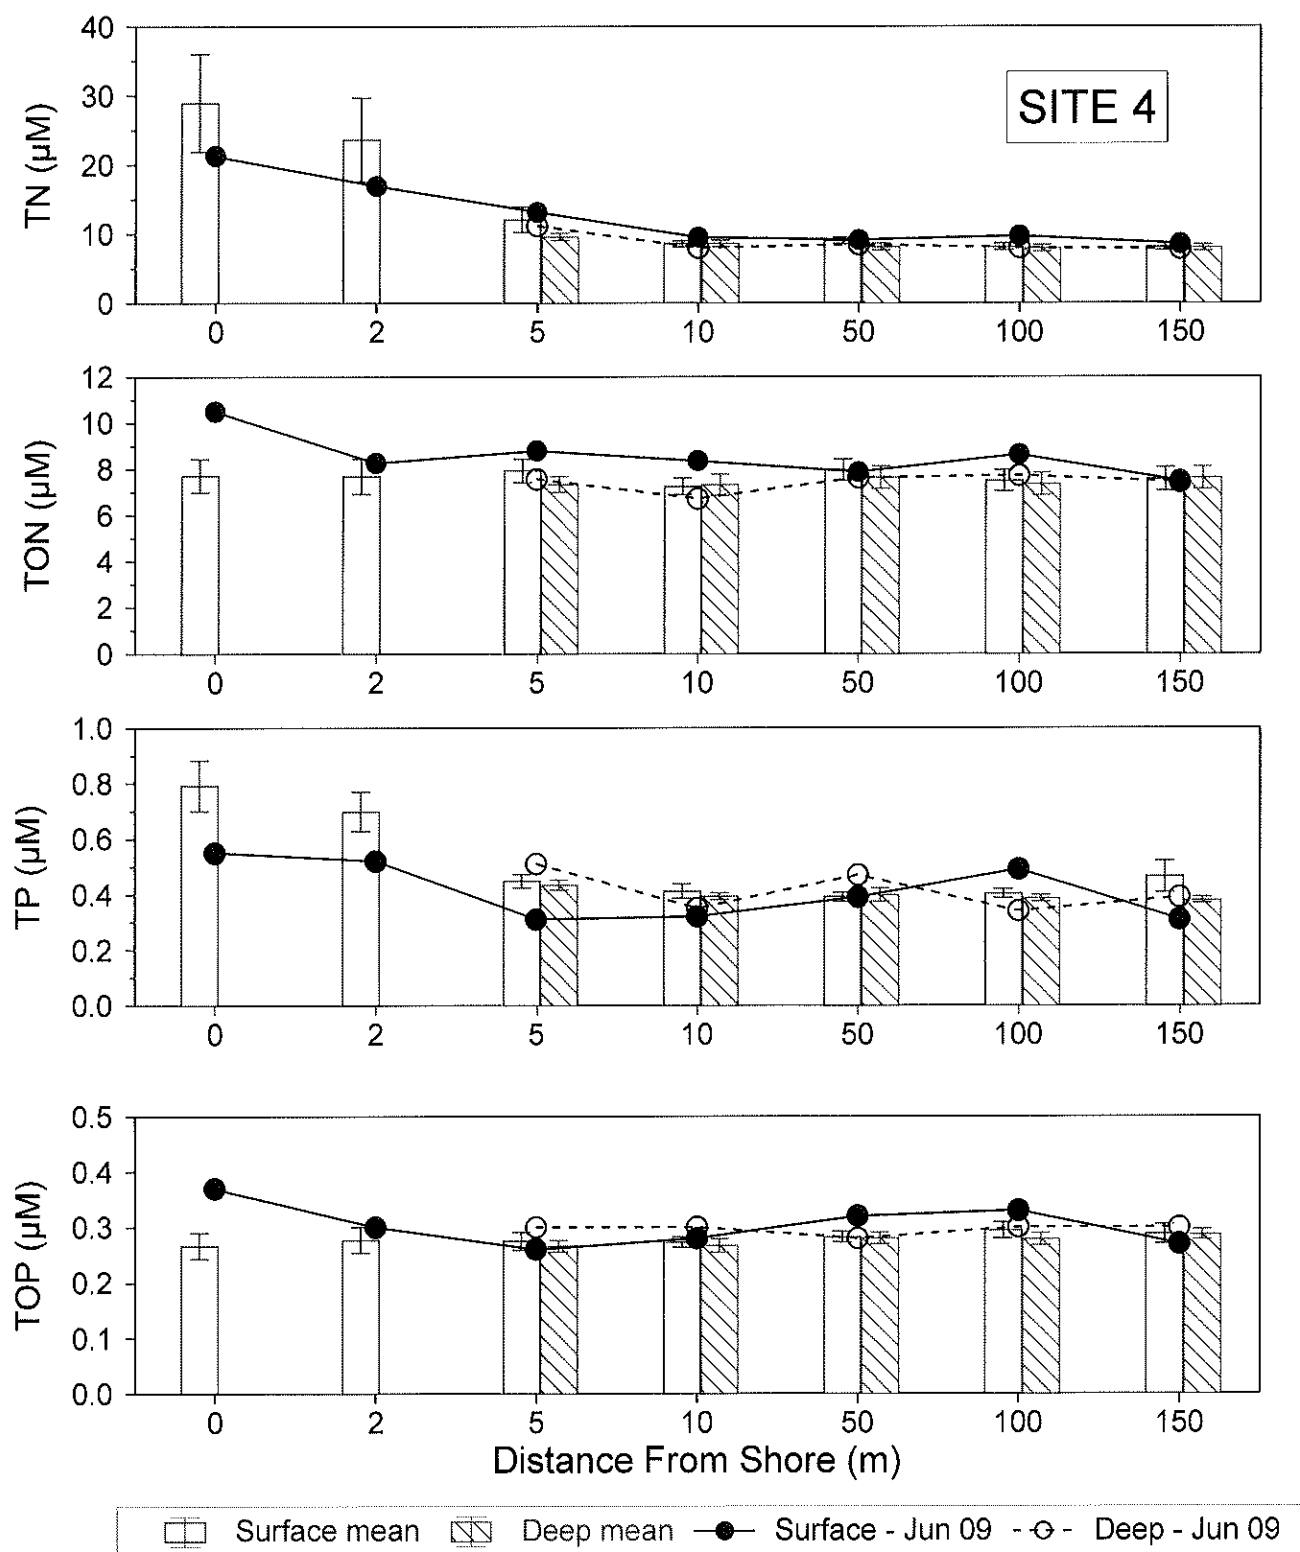 SITE 4
TN (µM)
40
30
20
10
0
0 2 5 10 50 100 150
TON (µM)
12
10
8
6
4
2
0
0 2 5 10 50 100 150
TP (µM)
1.0
0.8
0.6
0.4
0.2
0.0
0 2 5 10 50 100 150
TOP (µM)
0.5
0.4
0.3
0.2
0.1
0.0
0 2 5 10 50 100 150
Distance From Shore (m)
Surface mean Deep mean Surface - Jun 09 Deep - Jun 09